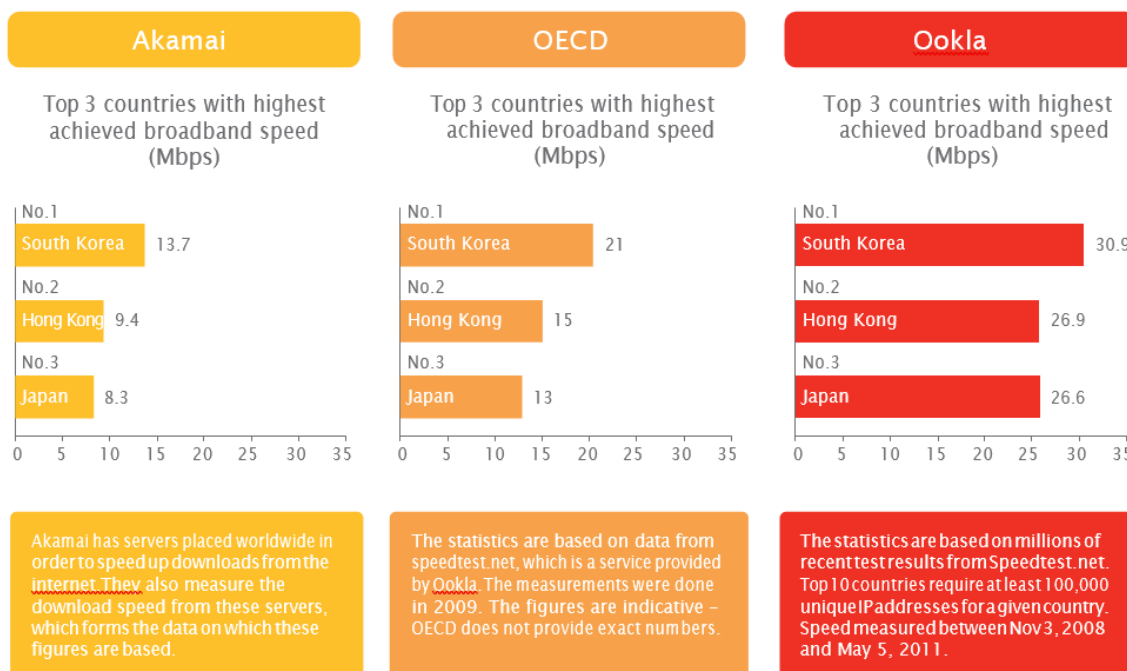 Akamai
Top 3 countries with highest
achieved broadband speed
(Mbps)
No.1
South Korea 13.7
No.2
Hong Kong 9.4
No.3
Japan 8.3
0 5 10 15 20 25 30 35
Akamai has servers placed worldwide in
order to speed up downloads from the
internet.They also measure the
download speed from these servers,
which forms the data on which these
figures are based.
OECD
Top 3 countries with highest
achieved broadband speed
(Mbps)
No.1
South Korea 21
No.2
Hong Kong 15
No.3
Japan 13
0 5 10 15 20 25 30 35
The statistics are based on data from
speedtest.net, which is a service provided
by Ookla. The measurements were done
in 2009. The figures are indicative –
OECD does not provide exact numbers.
Ookla
Top 3 countries with highest
achieved broadband speed
(Mbps)
No.1
South Korea 30.9
No.2
Hong Kong 26.9
No.3
Japan 26.6
0 5 10 15 20 25 30 35
The statistics are based on millions of
recent test results from Speedtest.net.
Top 10 countries require at least 100,000
unique IP addresses for a given country.
Speed measured between Nov 3, 2008
and May 5, 2011.